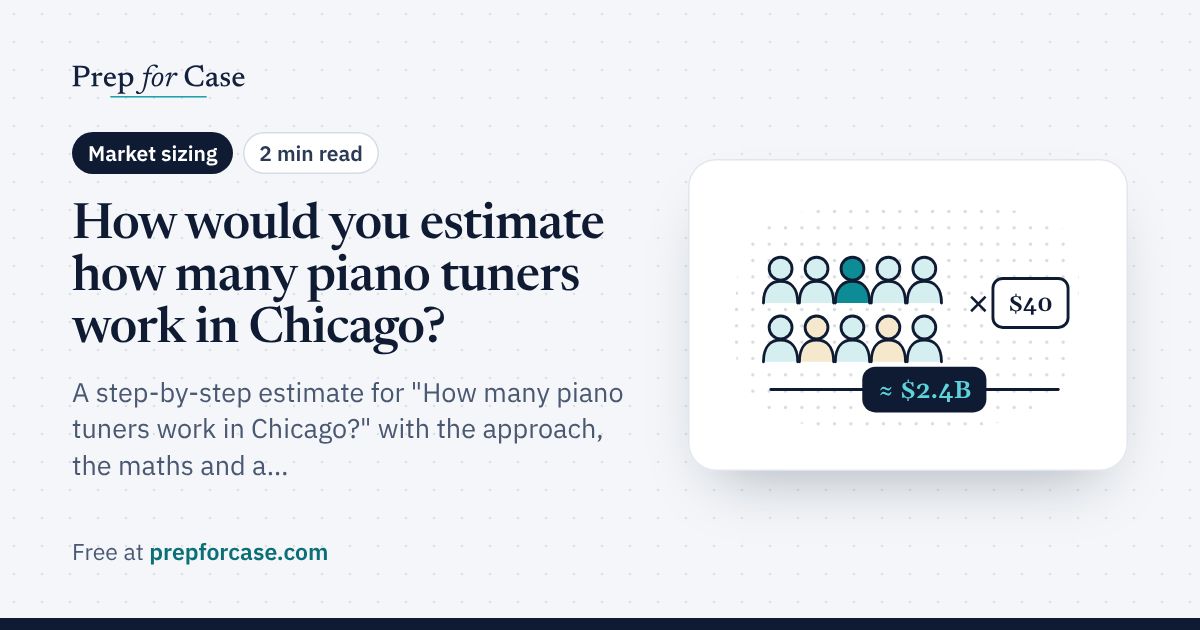 Prep for Case
Market sizing
2 min read
How would you estimate
how many piano tuners
work in Chicago?
A step-by-step estimate for "How many piano
tuners work in Chicago?" with the approach,
the maths and a...
× $40
≈ $2.4B
Free at prepforcase.com